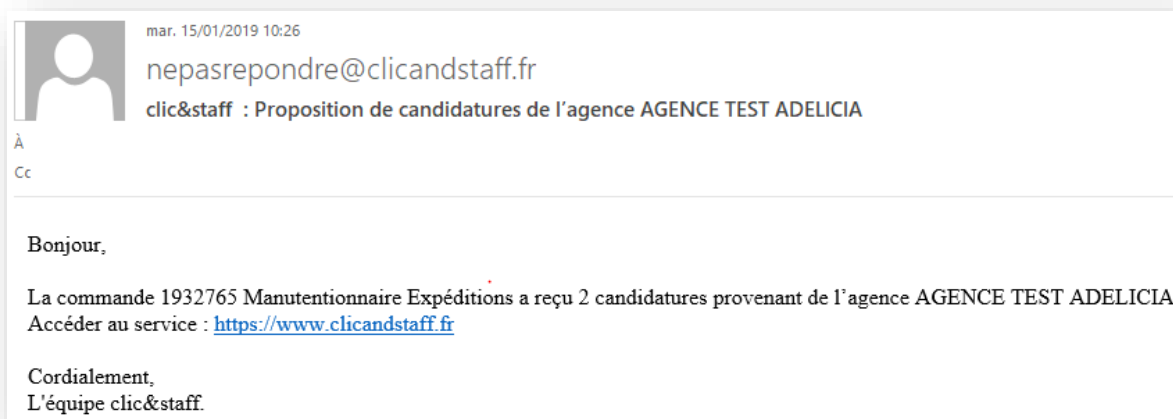 mar. 15/01/2019 10:26
nepasrepondre@clicandstaff.fr
clic&staff : Proposition de candidatures de l’agence AGENCE TEST ADELICIA
À
Cc
Bonjour,
La commande 1932765 Manutentionnaire Expéditions a reçu 2 candidatures provenant de l’agence AGENCE TEST ADELICIA
Accéder au service : https://www.clicandstaff.fr
Cordialement,
L'équipe clic&staff.